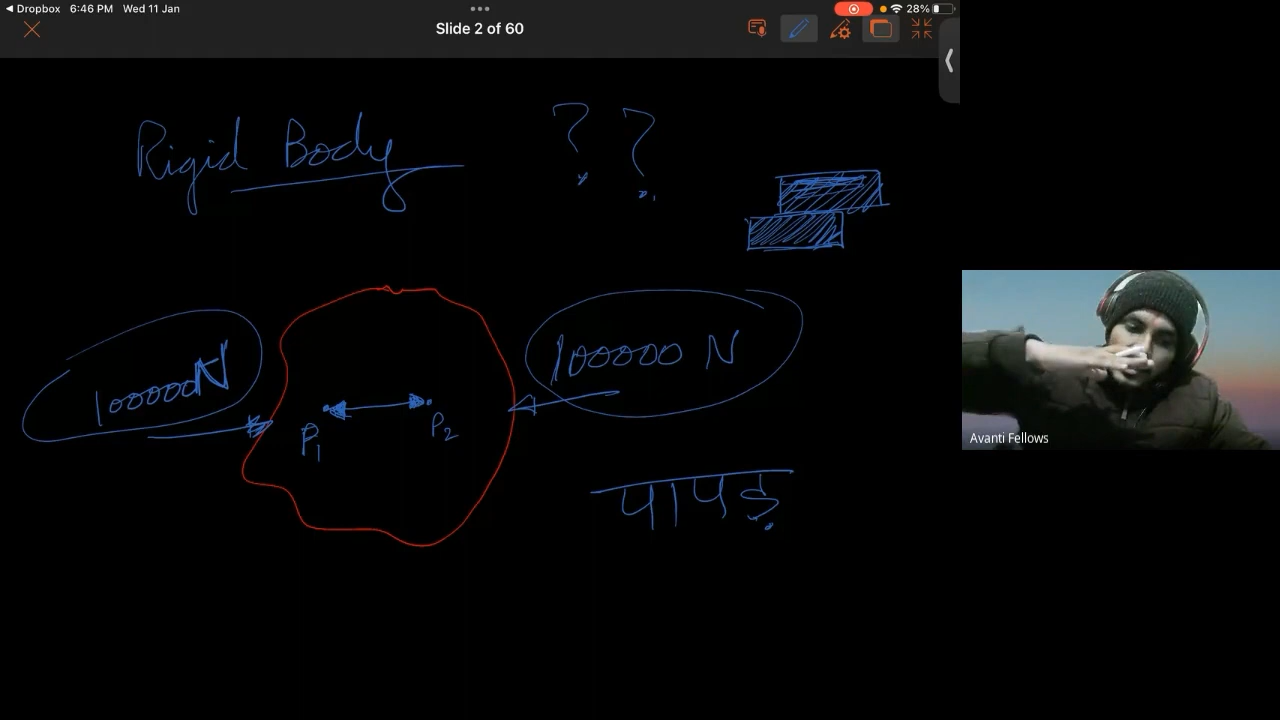 Dropbox 6:46 PM Wed 11 Jan
28%
Slide 2 of 60
Rigid Body ??
100000N
100000 N
P1
P2
पापड़
Avanti Fellows